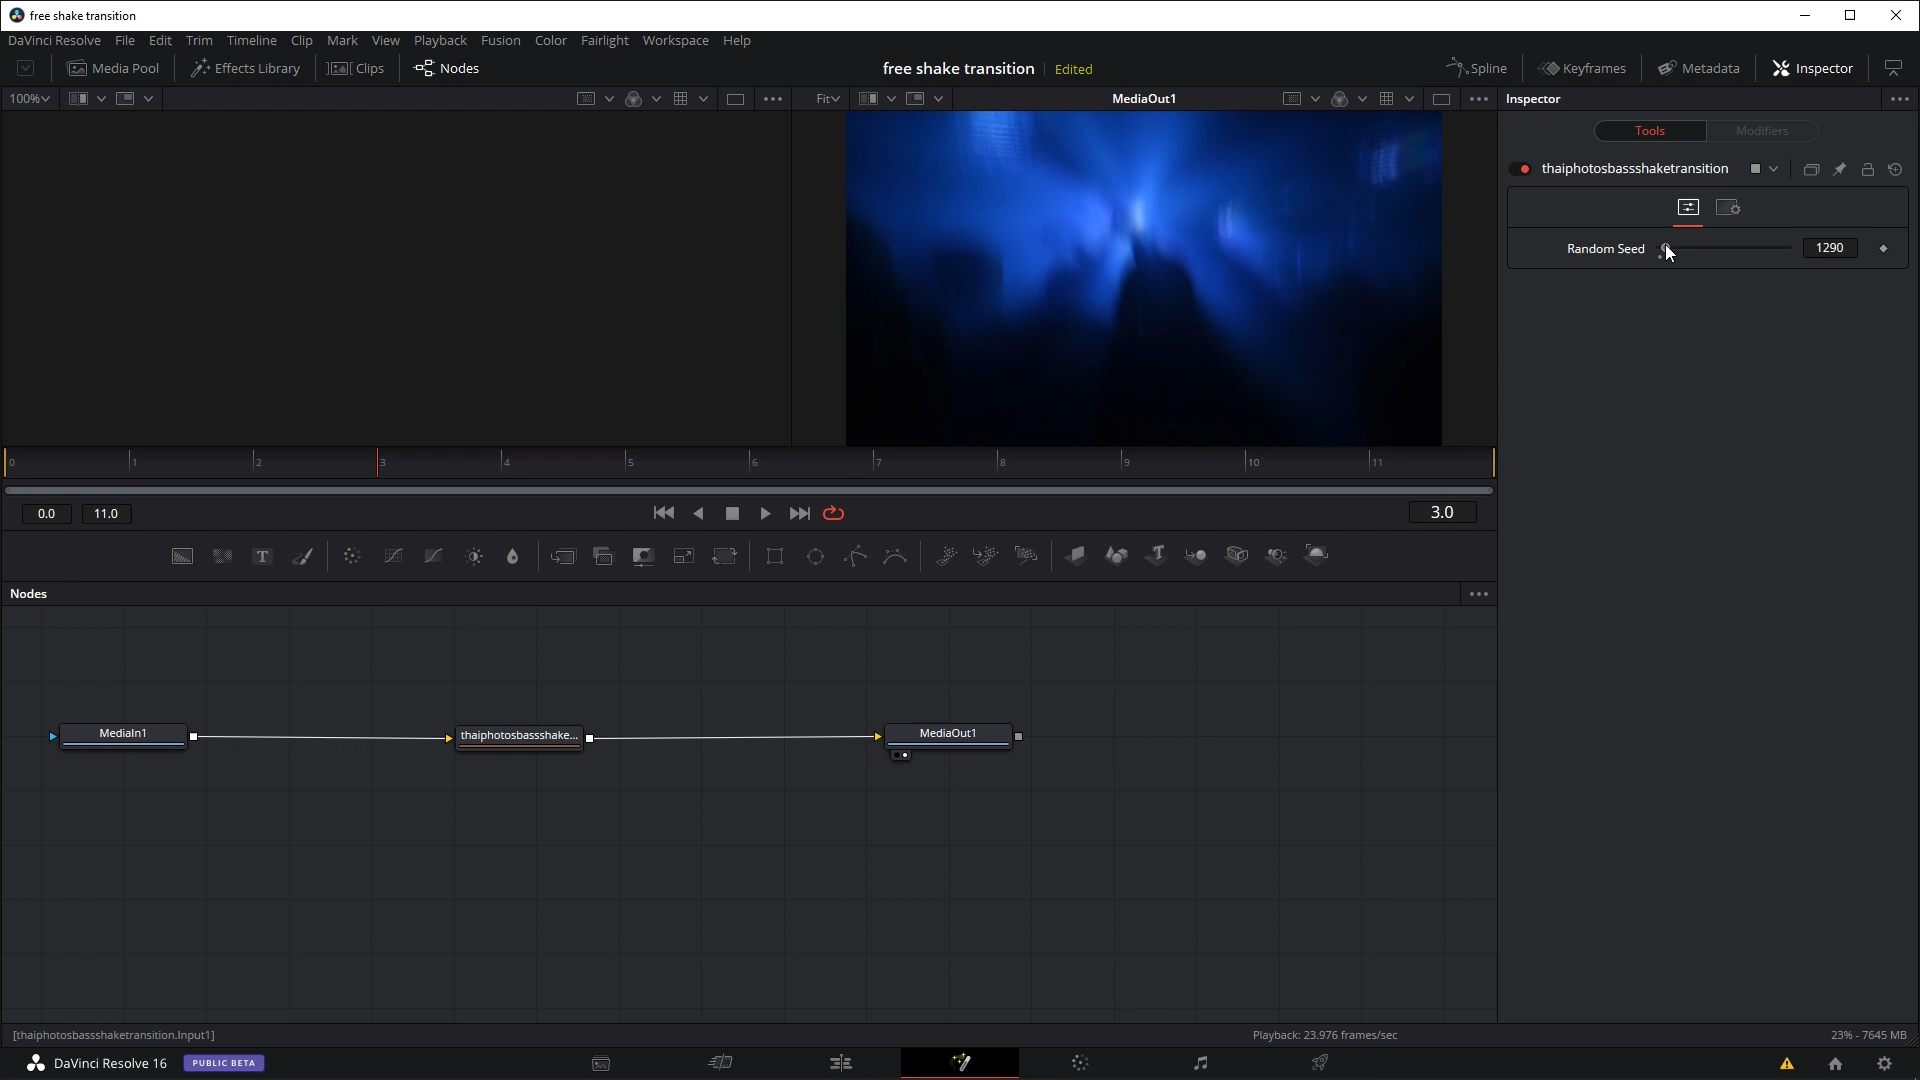 free shake transition
DaVinci Resolve File Edit Trim Timeline Clip Mark View Playback Fusion Color Fairlight Workspace Help
Media Pool Effects Library Clips Nodes free shake transition Edited Spline Keyframes Metadata Inspector
100% Fit MediaOut1 Inspector
Tools Modifiers
thaiphotosbassshaketransition
Random Seed 1290
0 1 2 3 4 5 6 7 8 9 10 11
0.0 11.0 3.0
T T
Nodes
MediaIn1 thaiphotosbassshake... MediaOut1
[thaiphotosbassshaketransition.Input1] Playback: 23.976 frames/sec 23% - 7645 MB
DaVinci Resolve 16 PUBLIC BETA